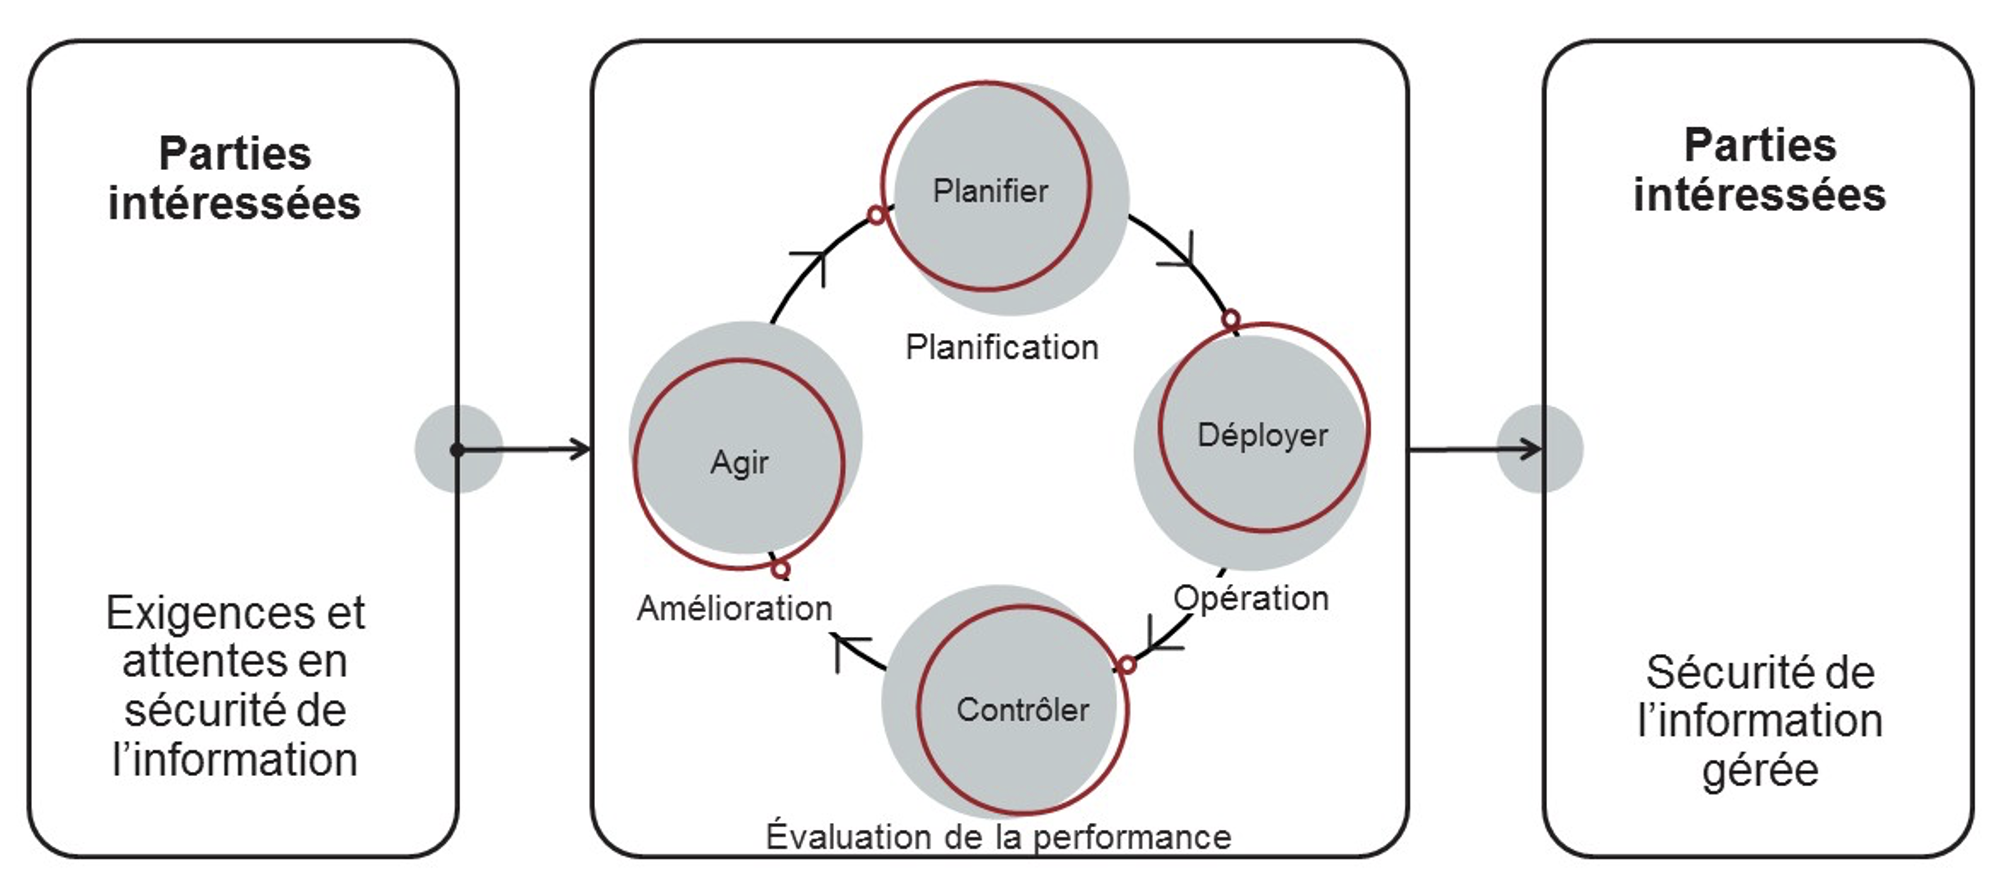 Parties
intéressées
Exigences et
attentes en
sécurité de
l’information
Planifier
Planification
Déployer
Opération
Contrôler
Évaluation de la performance
Agir
Amélioration
Parties
intéressées
Sécurité de
l’information
gérée